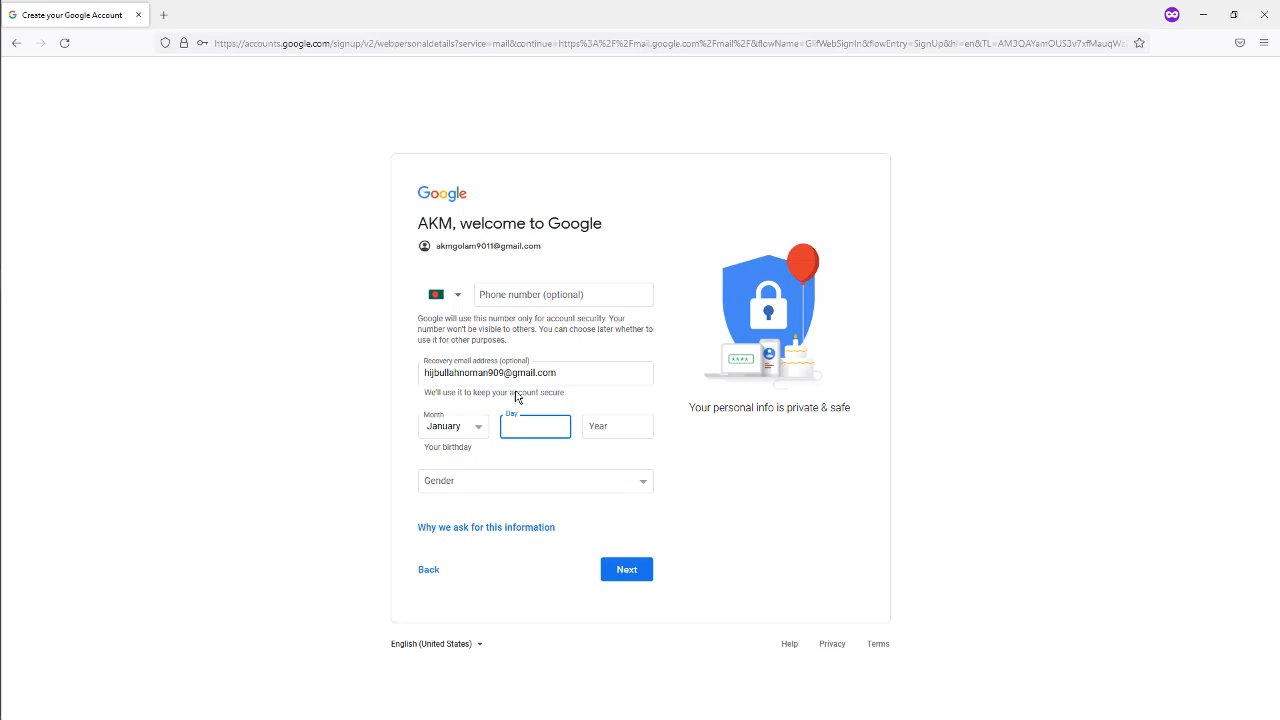 Create your Google Account
AKM, welcome to Google
akmgolam9011@gmail.com
Phone number (optional)
Google will use this number only for account security. Your
number won't be visible to others. You can choose later whether to
use it for other purposes.
Recovery email address (optional)
hijbullahnoman909@gmail.com
We'll use it to keep your account secure
Month
January
Day
Year
Your birthday
Gender
Why we ask for this information
Back
Next
Your personal info is private & safe
English (United States)
Help
Privacy
Terms